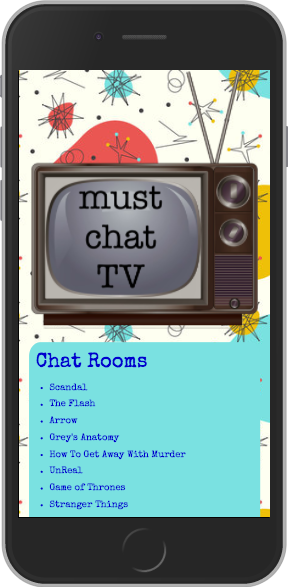 must
chat
TV
Chat Rooms
Scandal
The Flash
Arrow
Grey's Anatomy
How To Get Away With Murder
UnReal
Game of Thrones
Stranger Things